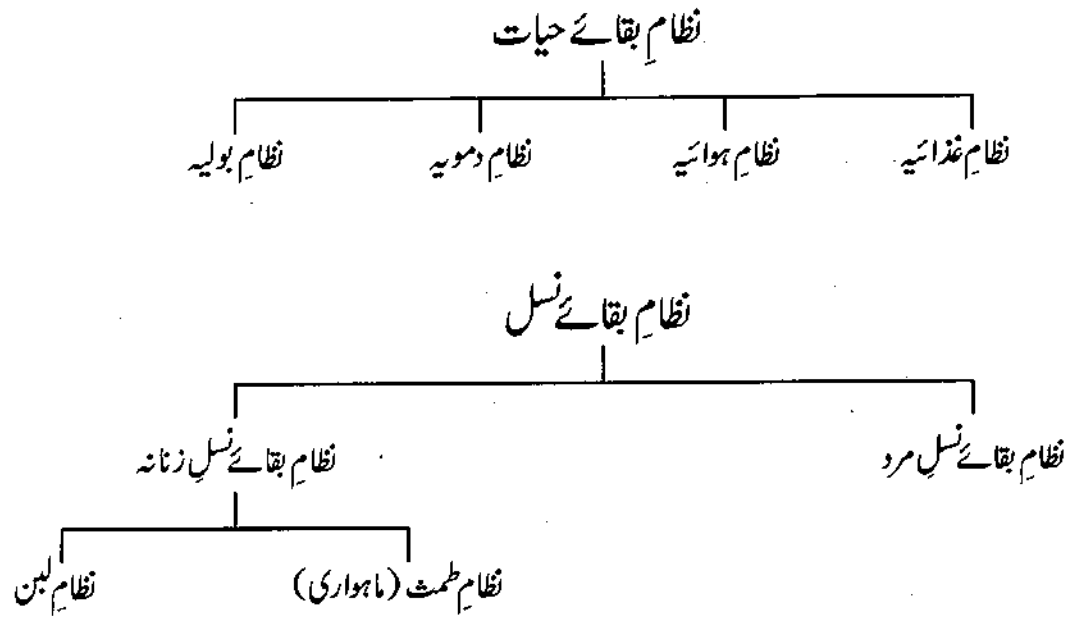 نظامِ بقائے حیات
نظامِ غذائیہ نظامِ ہوائیہ نظامِ دمویہ نظامِ بولیہ
نظامِ بقائے نسل
نظامِ بقائے نسلِ مرد نظامِ بقائے نسلِ زنانہ
نظامِ طمث (ماہواری) نظامِ لبن